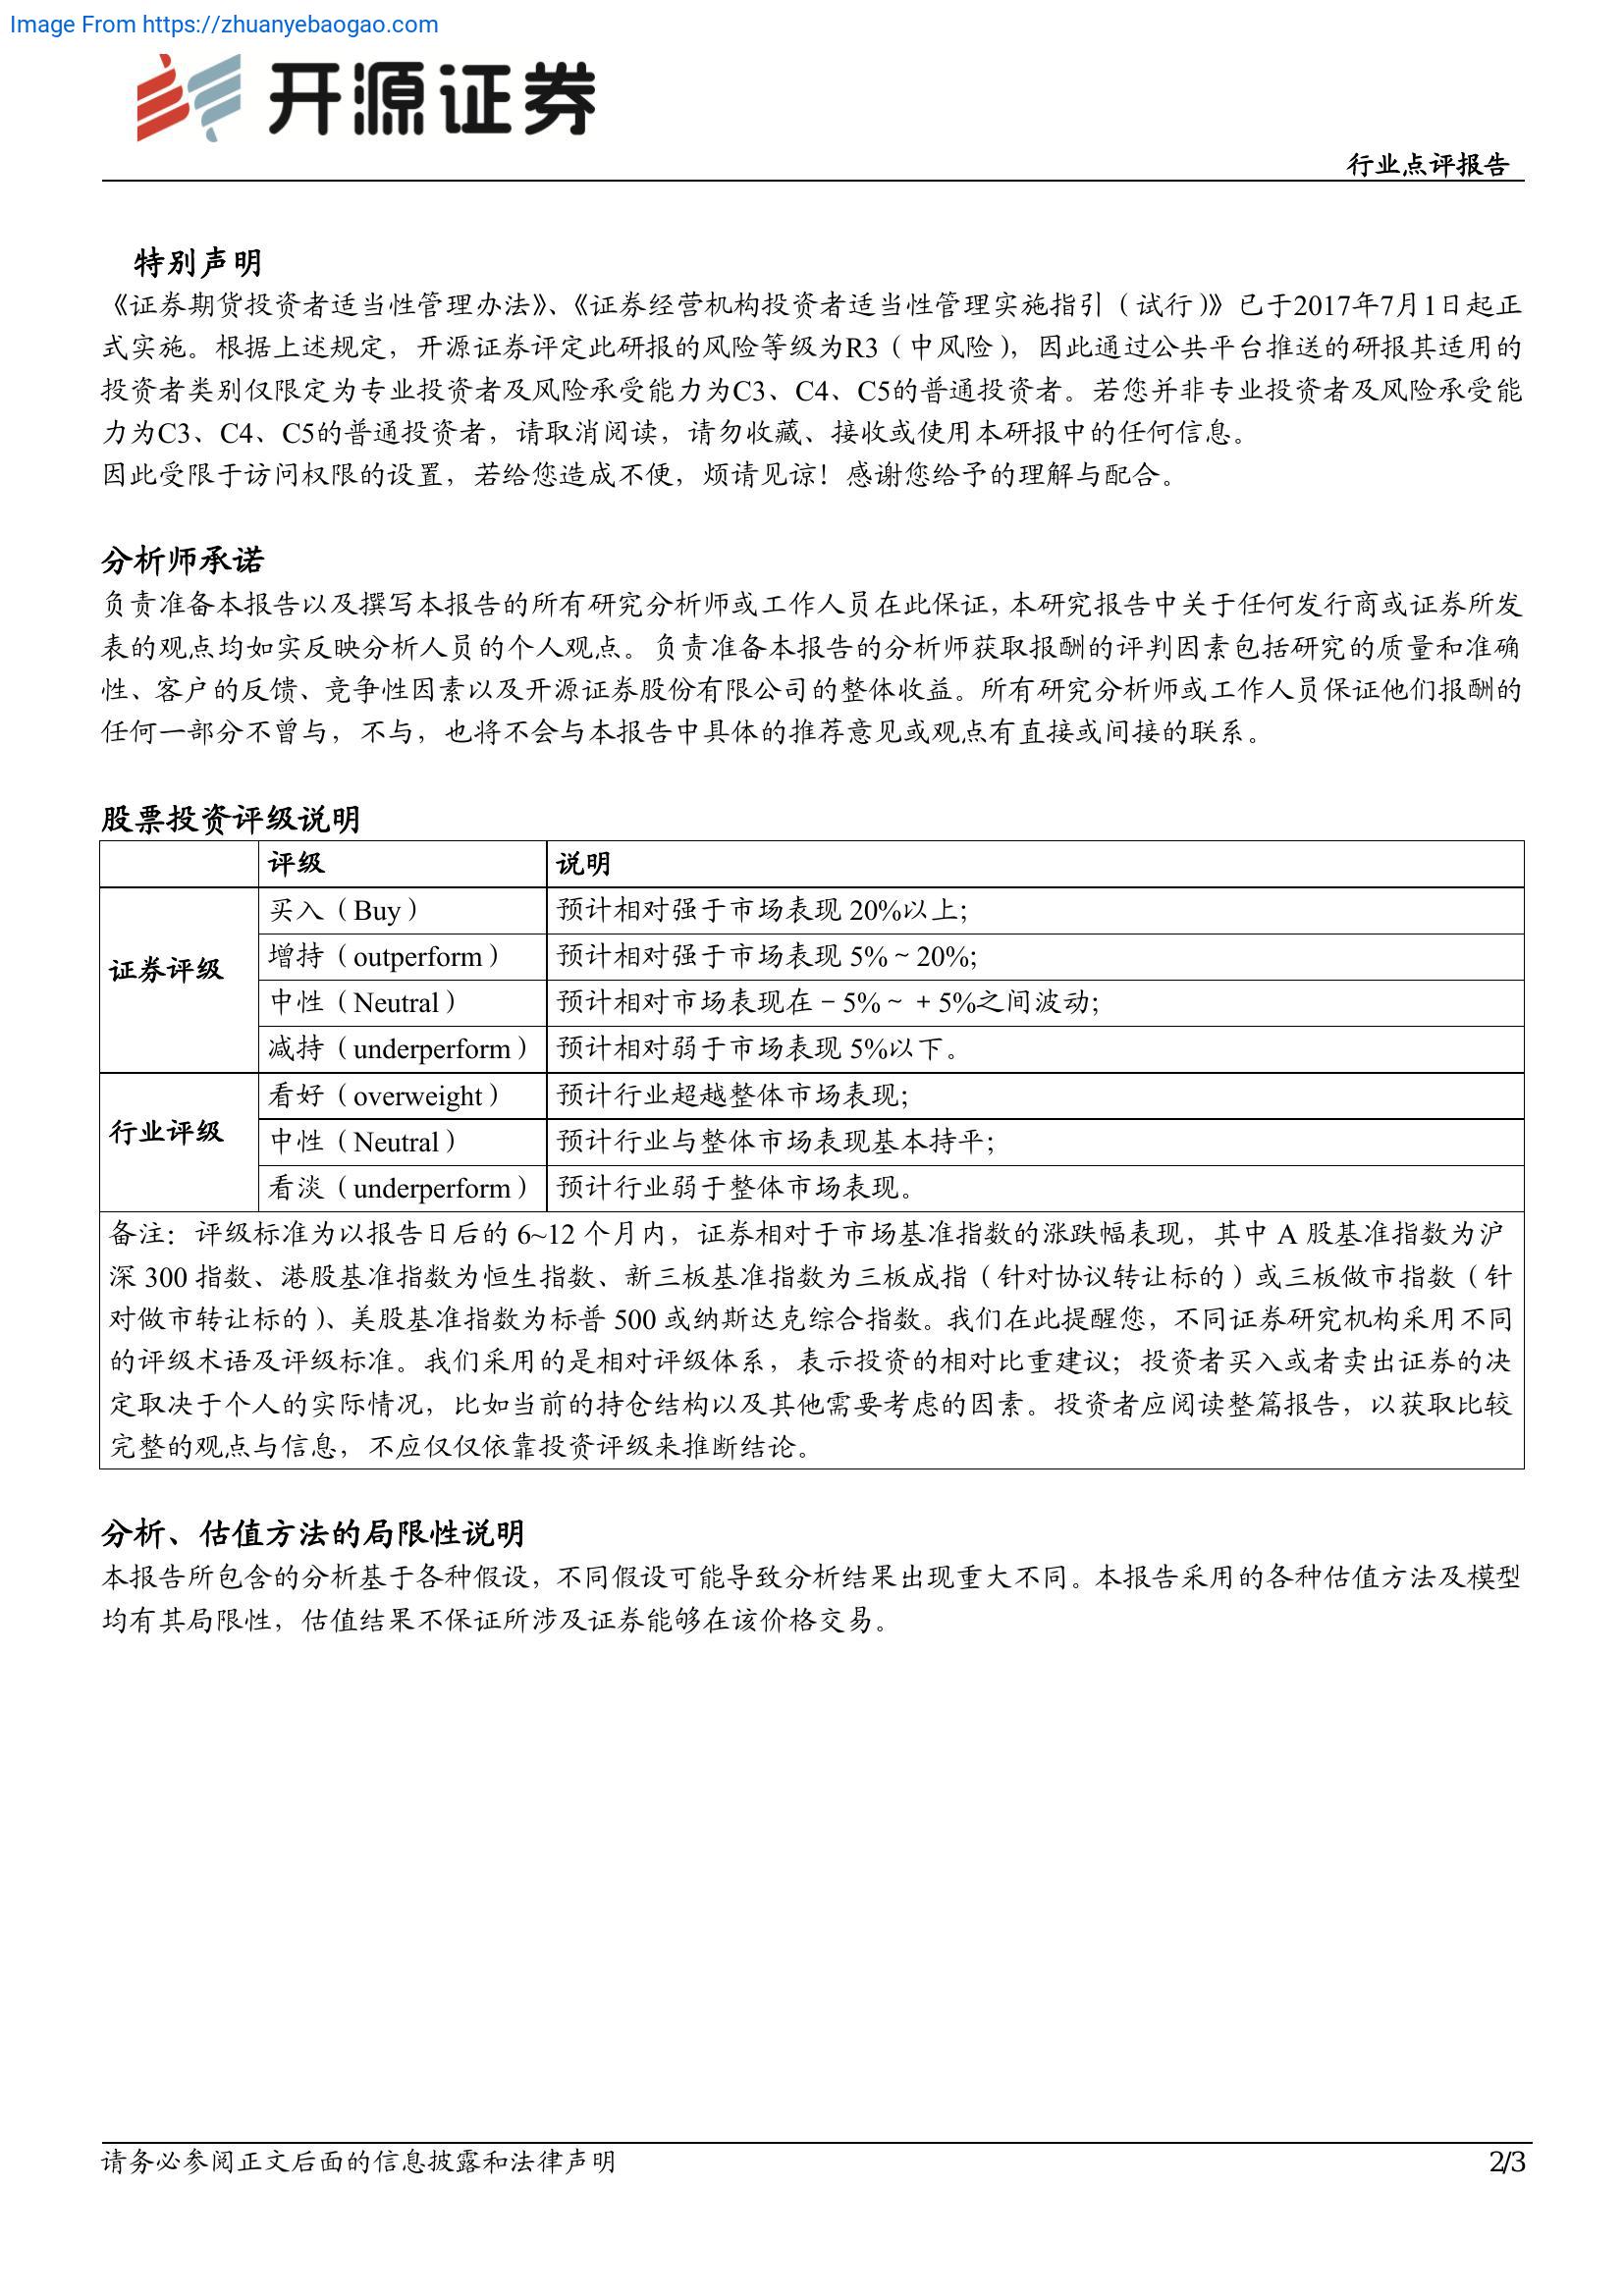 Image From https://zhuanyebaogao.com
开源证券
行业点评报告
特别声明
《证券期货投资者适当性管理办法》、《证券经营机构投资者适当性管理实施指引（试行）》已于2017年7月1日起正
式实施。根据上述规定，开源证券评定此研报的风险等级为R3（中风险），因此通过公共平台推送的研报其适用的
投资者类别仅限定为专业投资者及风险承受能力为C3、C4、C5的普通投资者。若您并非专业投资者及风险承受能
力为C3、C4、C5的普通投资者，请取消阅读，请勿收藏、接收或使用本研报中的任何信息。
因此受限于访问权限的设置，若给您造成不便，烦请见谅！感谢您给予的理解与配合。
分析师承诺
负责准备本报告以及撰写本报告的所有研究分析师或工作人员在此保证，本研究报告中关于任何发行商或证券所发
表的观点均如实反映分析人员的个人观点。负责准备本报告的分析师获取报酬的评判因素包括研究的质量和准确
性、客户的反馈、竞争性因素以及开源证券股份有限公司的整体收益。所有研究分析师或工作人员保证他们报酬的
任何一部分不曾与，不与，也将不会与本报告中具体的推荐意见或观点有直接或间接的联系。
股票投资评级说明
评级 说明
证券评级
买入（Buy） 预计相对强于市场表现 20%以上；
增持（outperform） 预计相对强于市场表现 5%～20%；
中性（Neutral） 预计相对市场表现在－5%～＋5%之间波动；
减持（underperform） 预计相对弱于市场表现 5%以下。
行业评级
看好（overweight） 预计行业超越整体市场表现；
中性（Neutral） 预计行业与整体市场表现基本持平；
看淡（underperform） 预计行业弱于整体市场表现。
备注：评级标准为以报告日后的 6~12 个月内，证券相对于市场基准指数的涨跌幅表现，其中 A 股基准指数为沪
深 300 指数、港股基准指数为恒生指数、新三板基准指数为三板成指（针对协议转让标的）或三板做市指数（针
对做市转让标的）、美股基准指数为标普 500 或纳斯达克综合指数。我们在此提醒您，不同证券研究机构采用不同
的评级术语及评级标准。我们采用的是相对评级体系，表示投资的相对比重建议；投资者买入或者卖出证券的决
定取决于个人的实际情况，比如当前的持仓结构以及其他需要考虑的因素。投资者应阅读整篇报告，以获取比较
完整的观点与信息，不应仅仅依靠投资评级来推断结论。
分析、估值方法的局限性说明
本报告所包含的分析基于各种假设，不同假设可能导致分析结果出现重大不同。本报告采用的各种估值方法及模型
均有其局限性，估值结果不保证所涉及证券能够在该价格交易。
请务必参阅正文后面的信息披露和法律声明
2/3